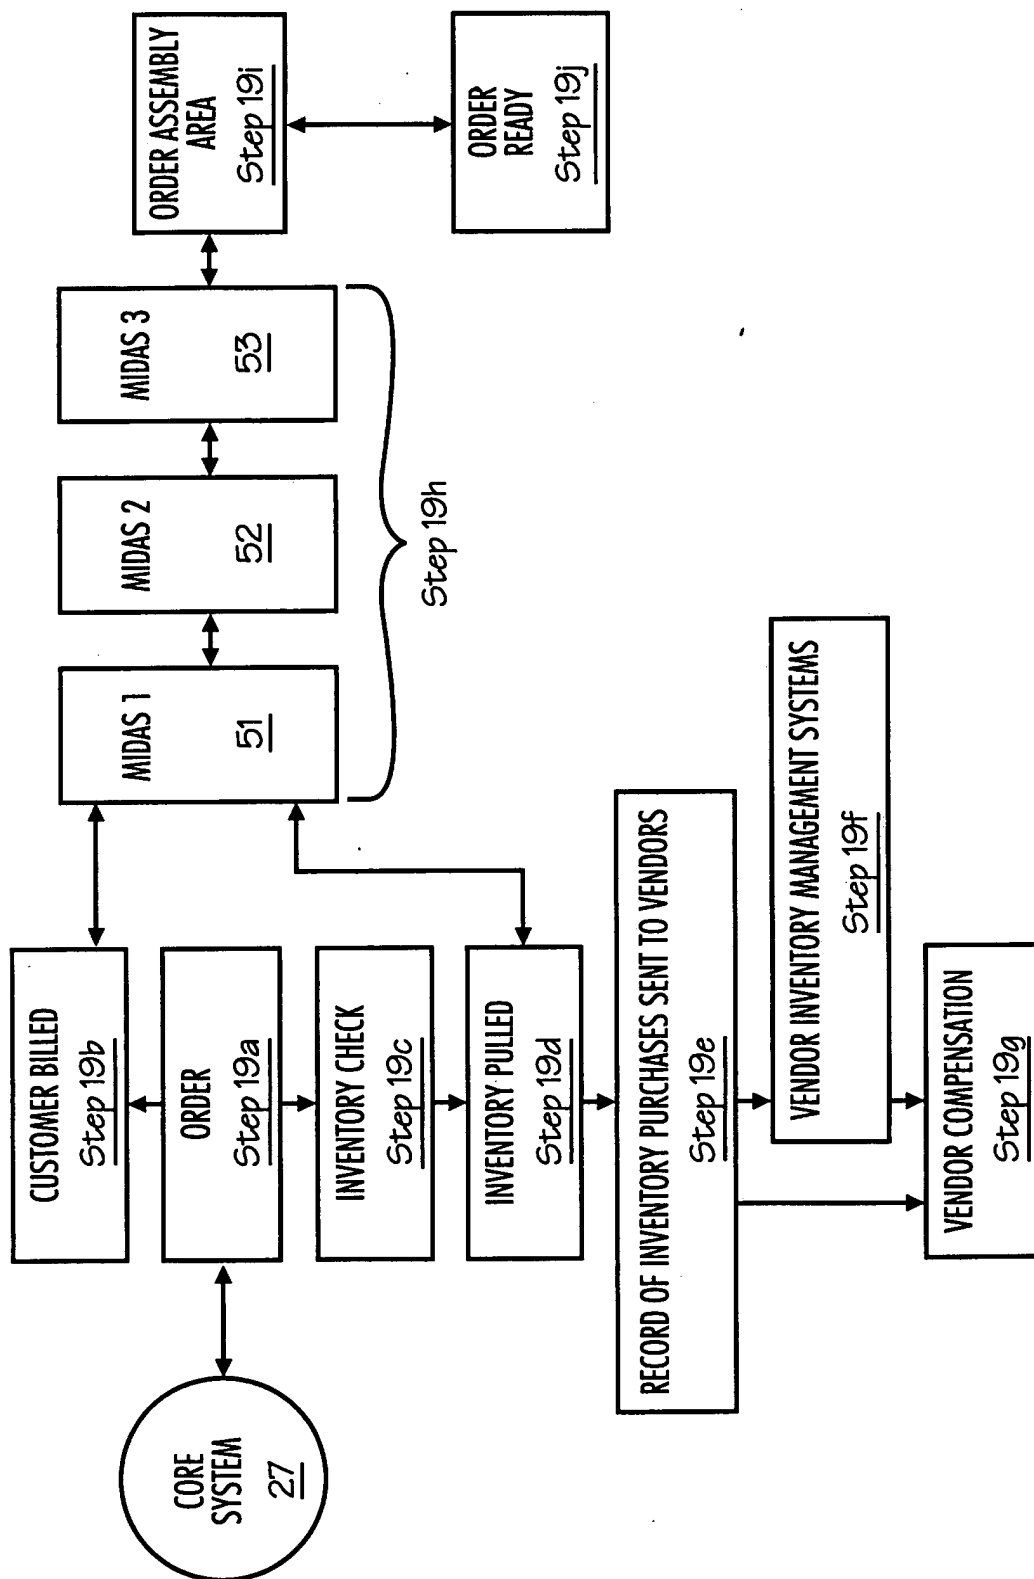 CORE
SYSTEM
27
CUSTOMER BILLED
Step 19b
ORDER
Step 19a
INVENTORY CHECK
Step 19c
INVENTORY PULLED
Step 19d
RECORD OF INVENTORY PURCHASES SENT TO VENDORS
Step 19e
VENDOR INVENTORY MANAGEMENT SYSTEMS
Step 19f
VENDOR COMPENSATION
Step 19g
MIDAS 1
51
MIDAS 2
52
MIDAS 3
53
Step 19h
ORDER ASSEMBLY
AREA
Step 19i
ORDER
READY
Step 19j